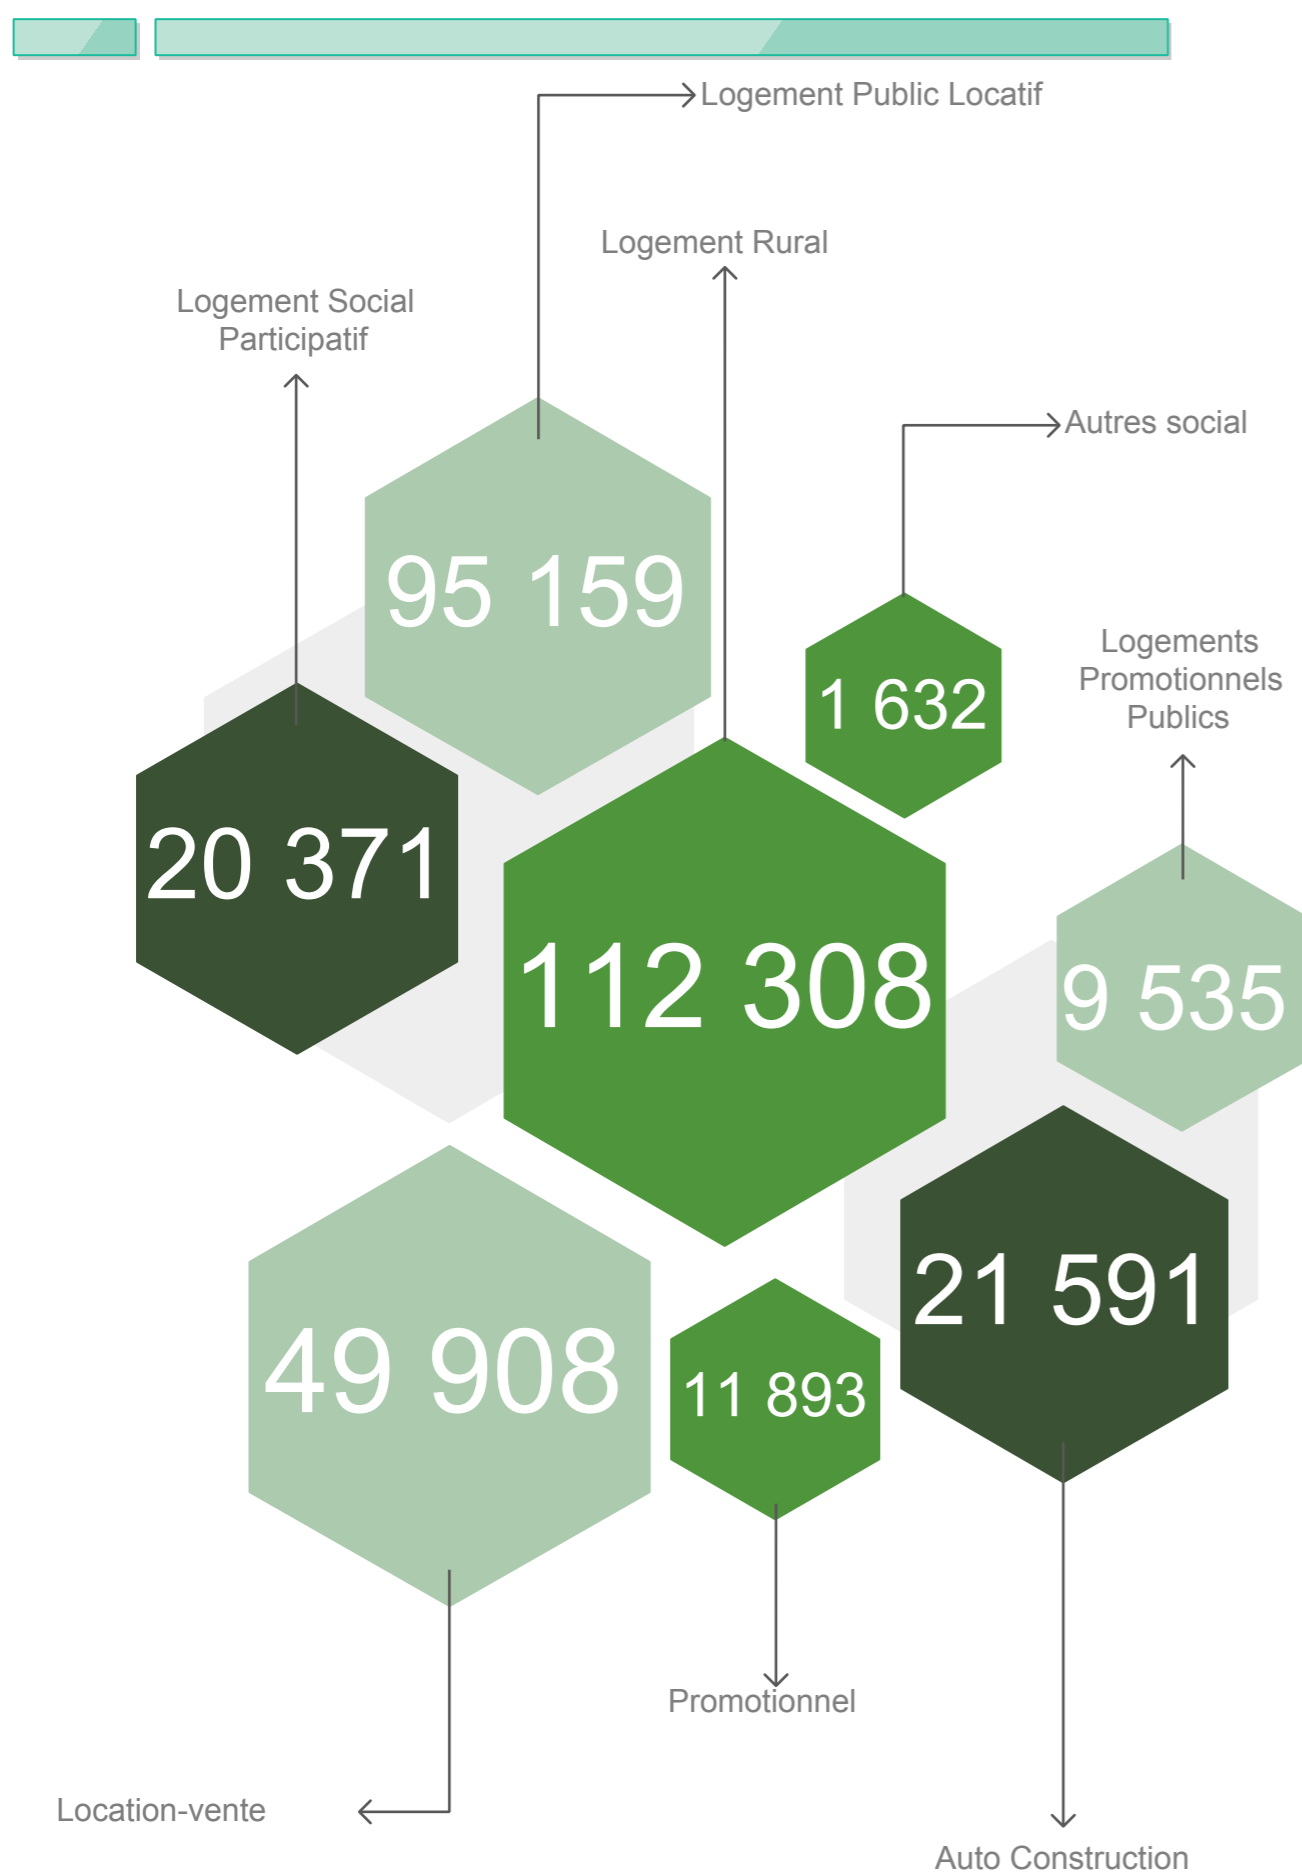 Logement Public Locatif
Logement Rural
Logement Social
Participatif
Autres social
95 159
Logements
Promotionnels
Publics
1 632
20 371
112 308
9 535
21 591
49 908
11 893
Promotionnel
Location-vente
Auto Construction